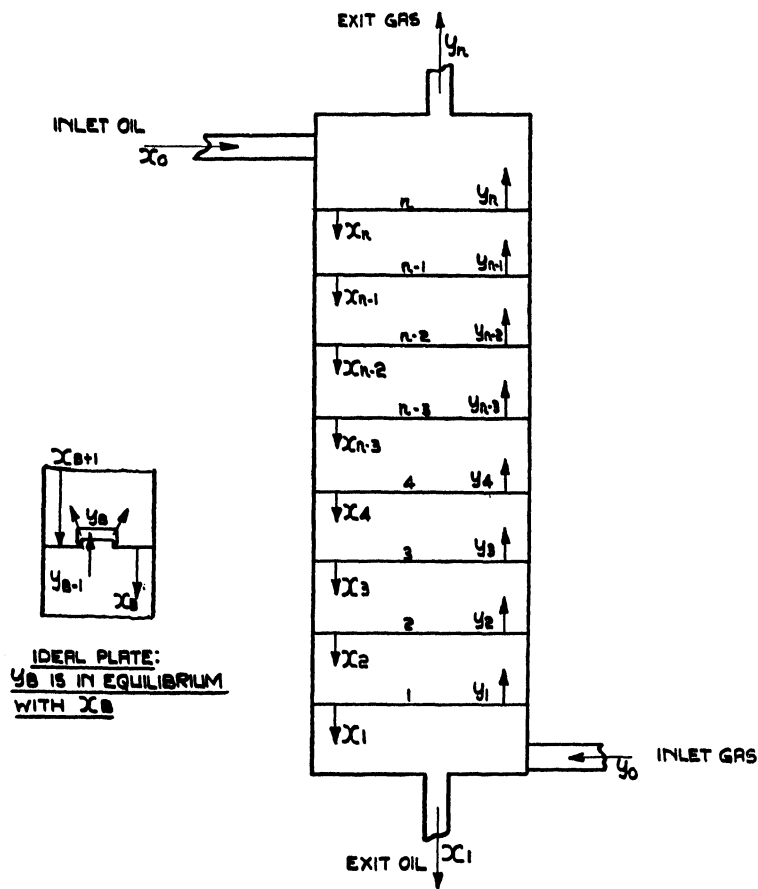 EXIT GAS
yn
INLET OIL
xo
n
yn
xn
n-1
yn-1
xn-1
n-2
yn-2
xn-2
n-3
yn-3
xn-3
4
y4
x4
3
y3
x3
2
y2
x2
1
y1
x1
INLET GAS
yo
EXIT OIL
x1
xB+1
yB
yB-1
xB
IDEAL PLATE:
yB IS IN EQUILIBRIUM
WITH xB